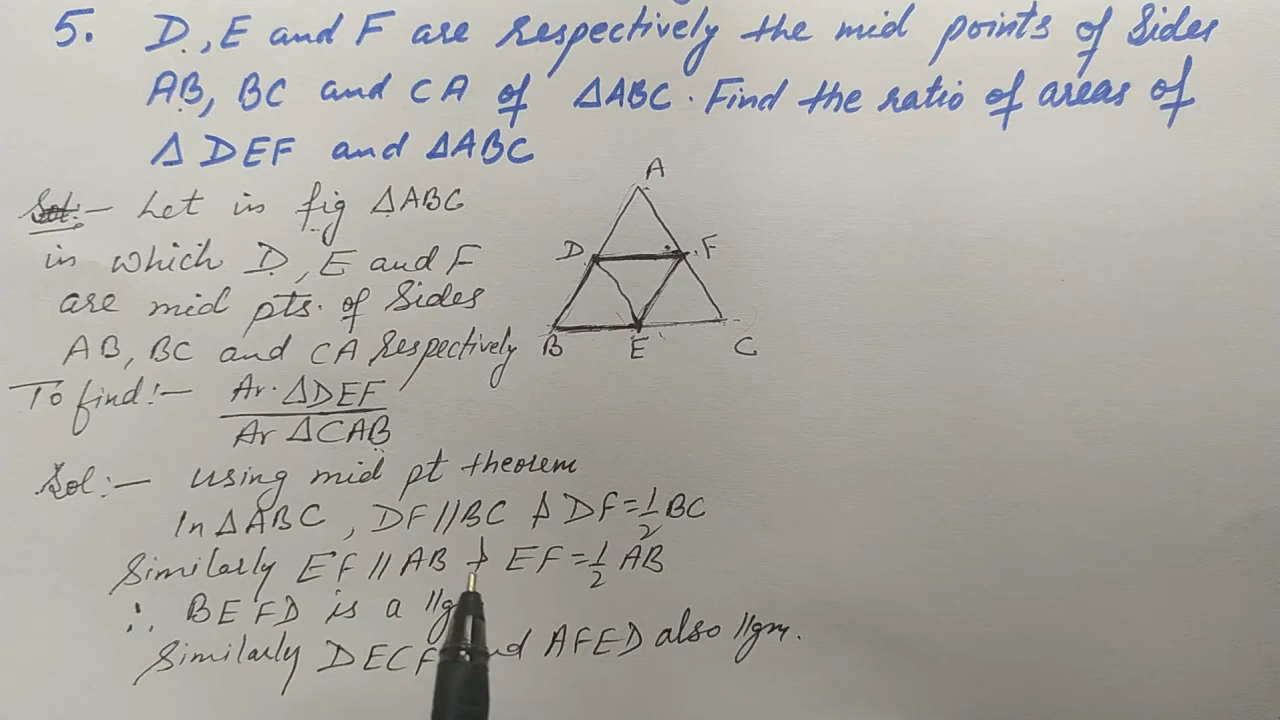 5. D, E and F are respectively the mid points of Sides
AB, BC and CA of ΔABC. Find the ratio of areas of
Δ DEF and ΔABC
Sol:- Let in fig ΔABC
in which D, E and F
are mid pts. of Sides
AB, BC and CA respectively
A
D F
B E C
To find:- Ar. ΔDEF
Ar ΔCAB
Sol:- using mid pt theorem
In ΔABC, DF//BC & DF=1/2 BC
Similarly EF // AB & EF=1/2 AB
∴ BEFD is a //g
Similarly DECF AFED also //gm.